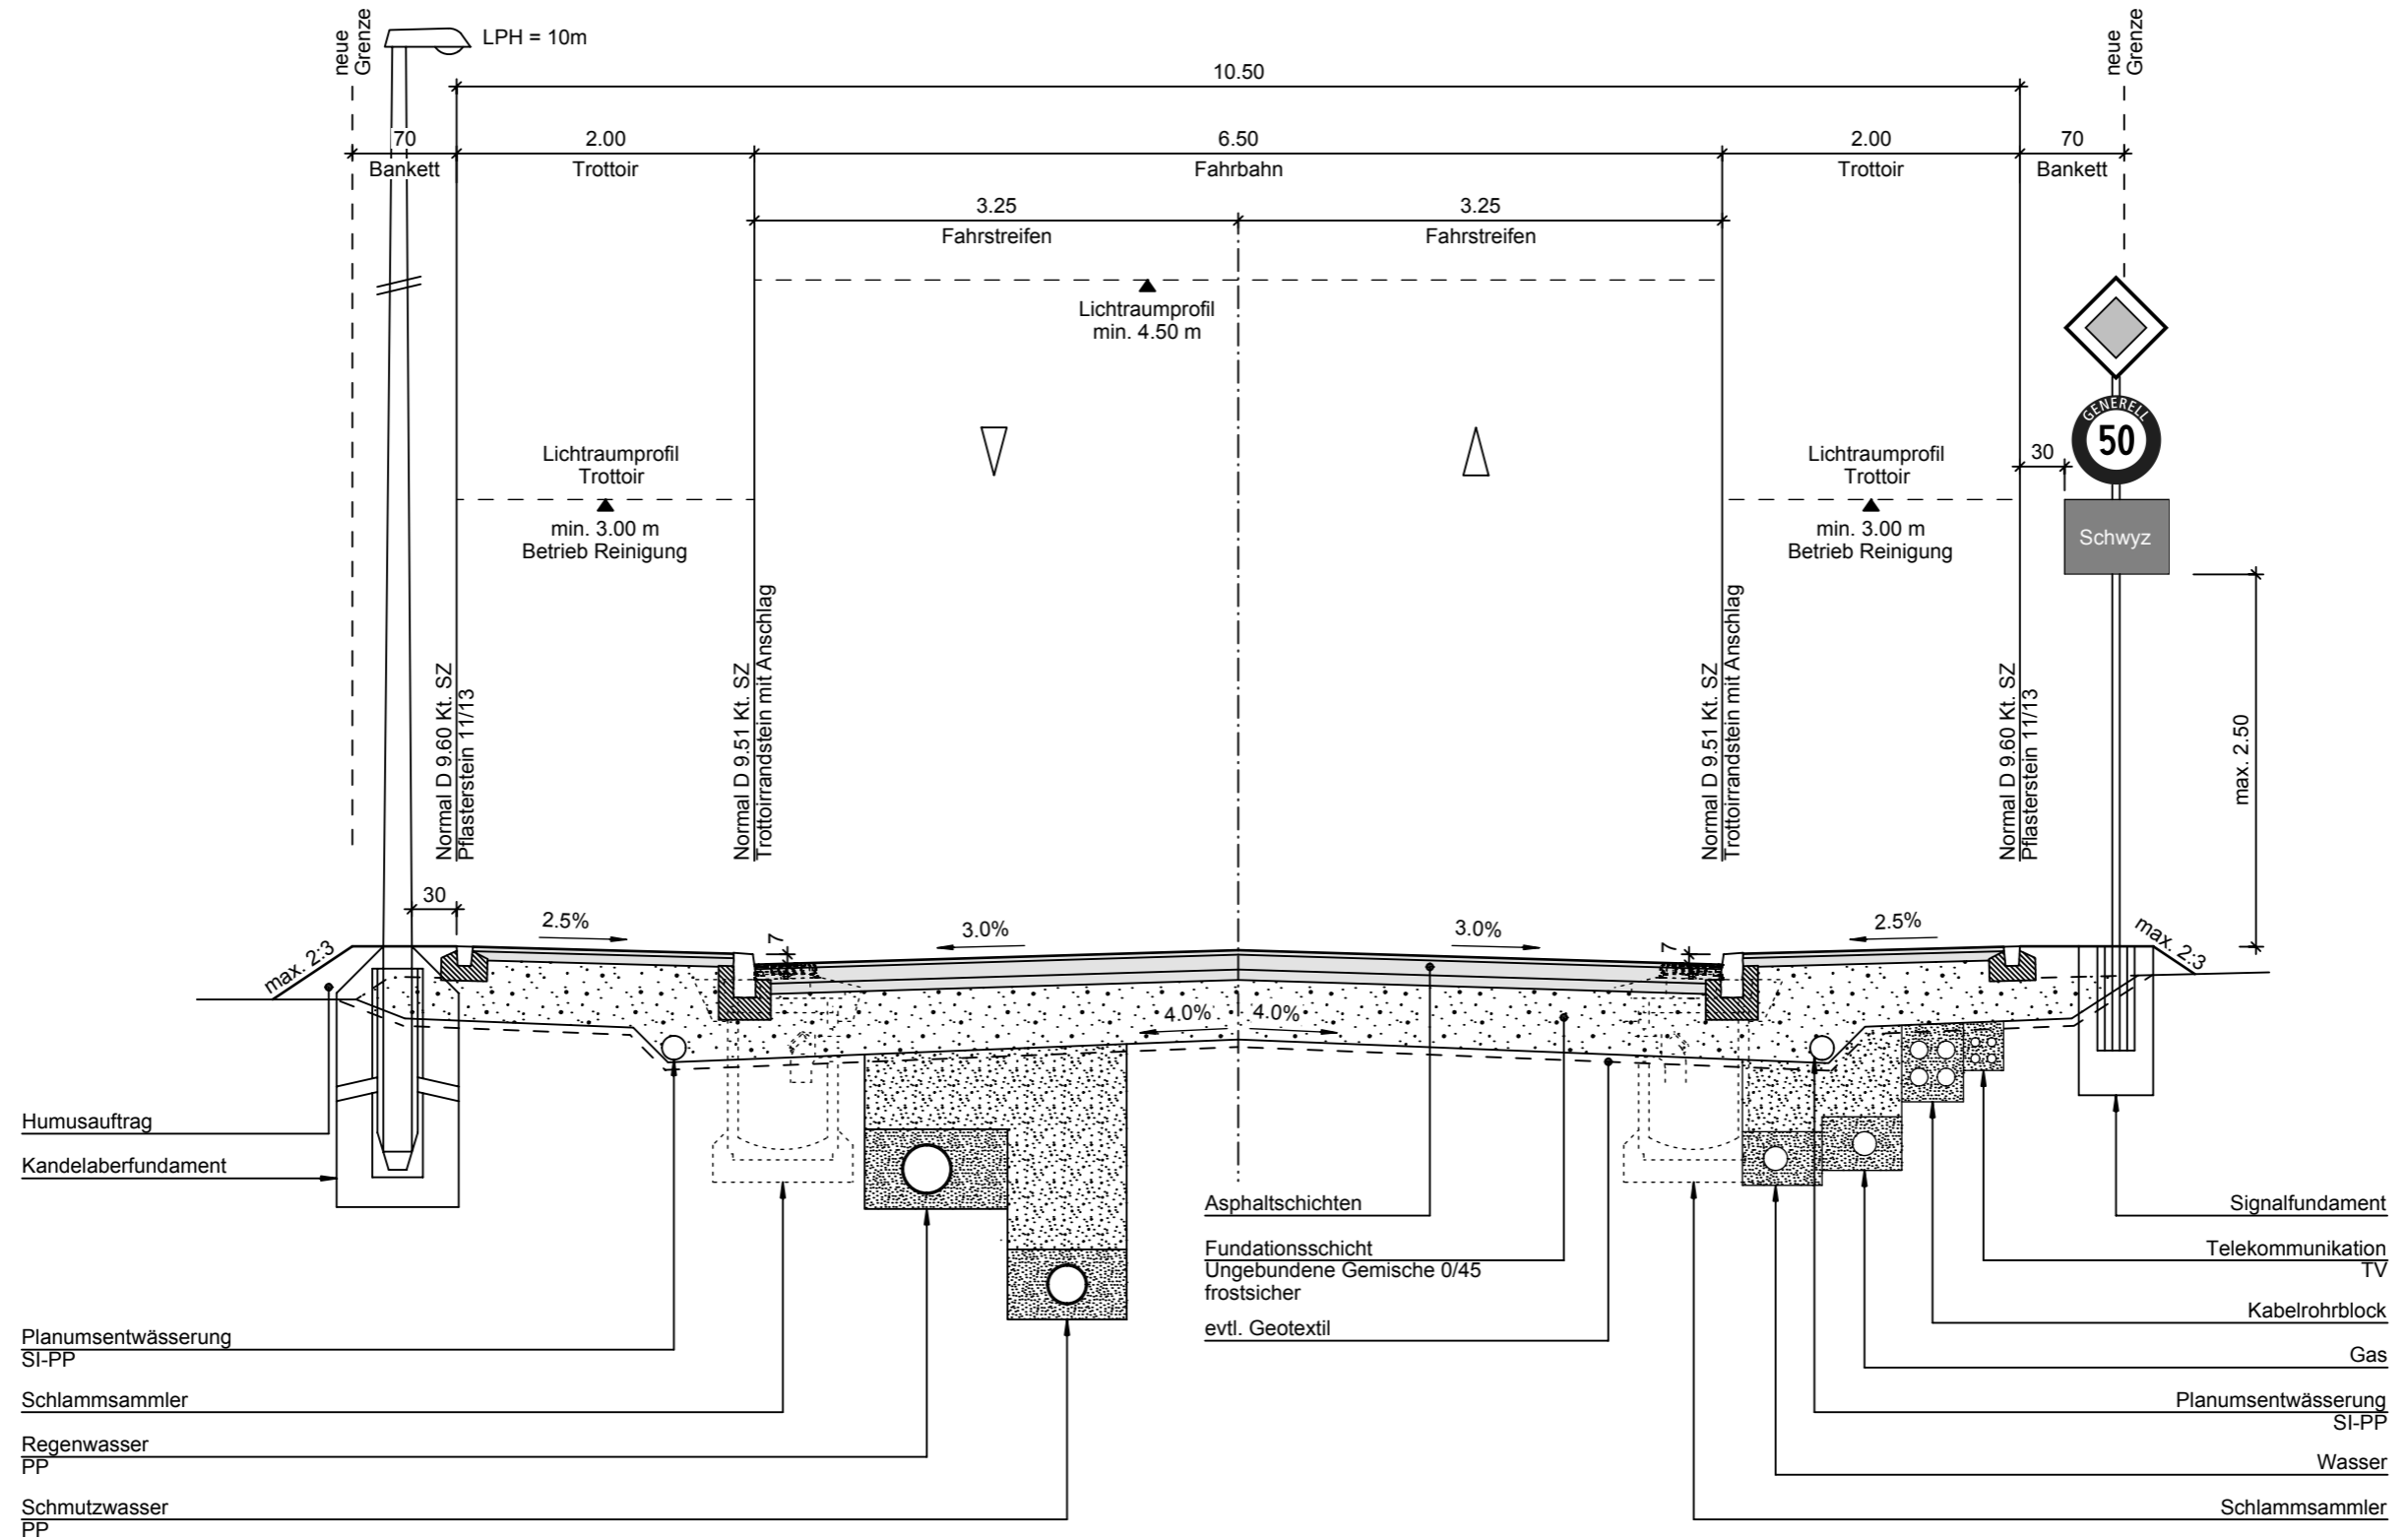 neue
Grenze
LPH = 10m
neue
Grenze
10.50
70
2.00
6.50
2.00
70
Bankett
Trottoir
Fahrbahn
Trottoir
Bankett
3.25
3.25
Fahrstreifen
Fahrstreifen
Lichtraumprofil
min. 4.50 m
GENERELL
50
Lichtraumprofil
Trottoir
min. 3.00 m
Betrieb Reinigung
Lichtraumprofil
Trottoir
min. 3.00 m
Betrieb Reinigung
30
Schwyz
Normal D 9.60 Kt. SZ
Pflasterstein 11/13
Normal D 9.51 Kt. SZ
Trottoirrandstein mit Anschlag
Normal D 9.51 Kt. SZ
Trottoirrandstein mit Anschlag
Normal D 9.60 Kt. SZ
Pflasterstein 11/13
max. 2.50
30
2.5%
7
3.0%
3.0%
7
2.5%
max. 2:3
max. 2:3
4.0%
4.0%
Humusauftrag
Kandelaberfundament
Planumsentwässerung
SI-PP
Schlammsammler
Regenwasser
PP
Schmutzwasser
PP
Asphaltschichten
Fundationsschicht
Ungebundene Gemische 0/45
frostsicher
evtl. Geotextil
Signalfundament
Telekommunikation
TV
Kabelrohrblock
Gas
Planumsentwässerung
SI-PP
Wasser
Schlammsammler